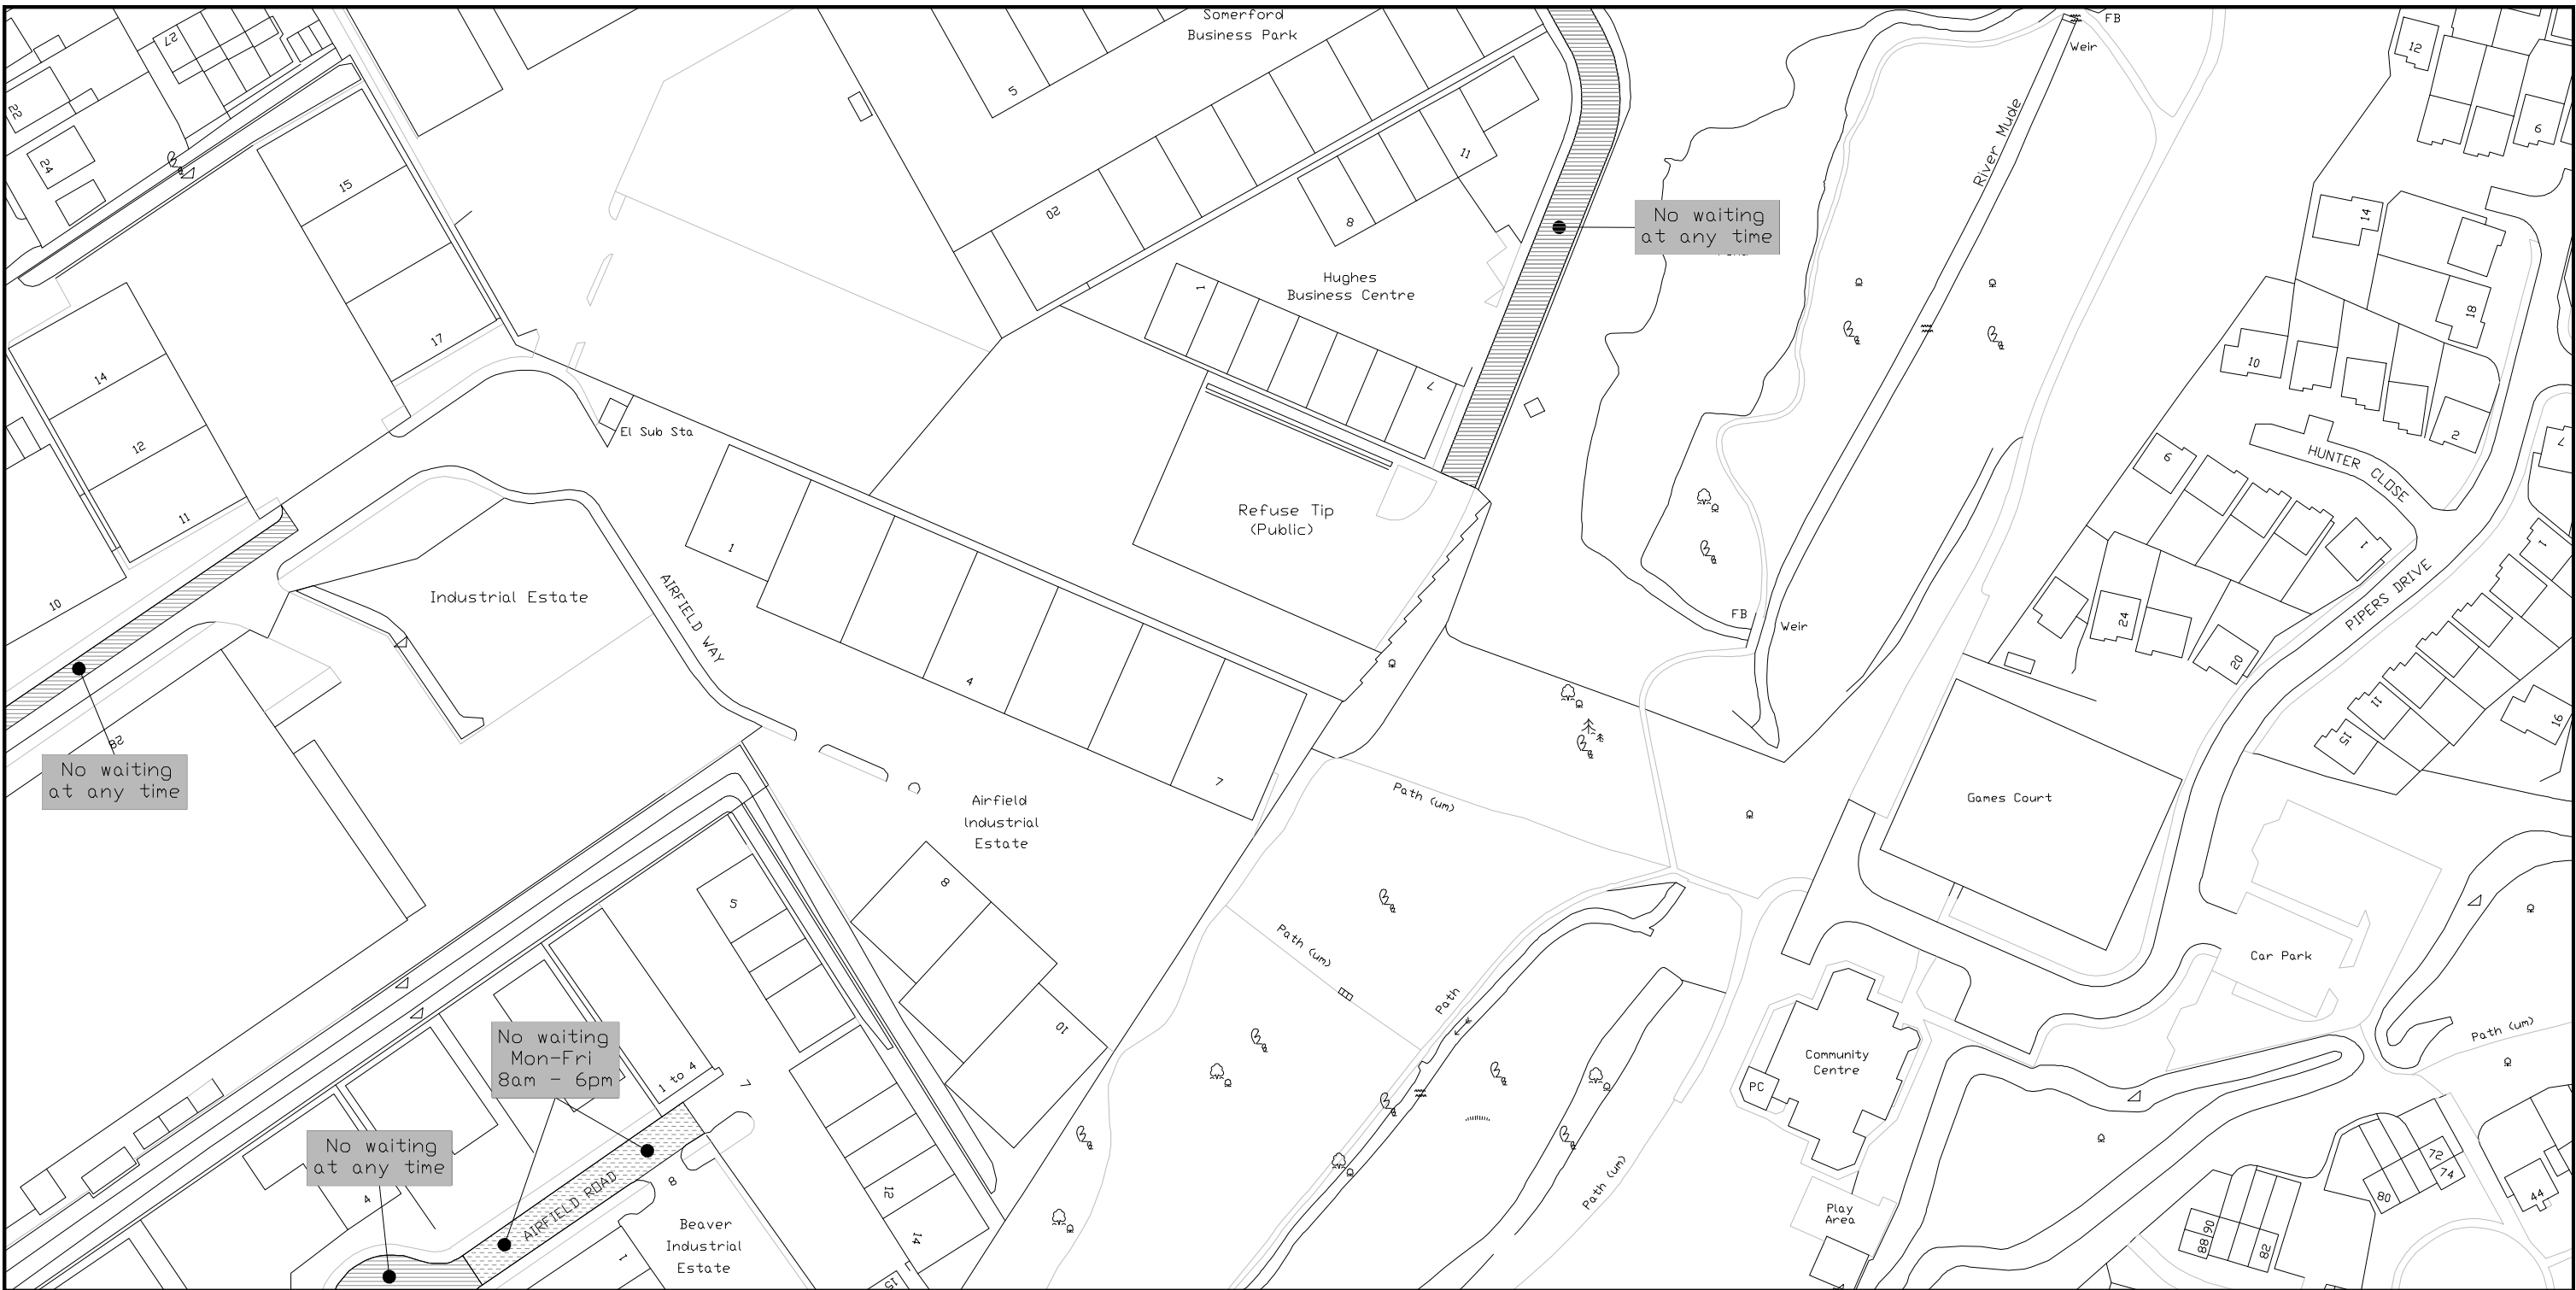 Somerford
Business Park
FB
Weir
27
22
24
12
6
5
20
11
8
15
17
River Mude
No waiting
at any time
14
18
10
2
7
Hughes
Business Centre
1
7
14
12
11
10
El Sub Sta
HUNTER CLOSE
6
1
1
PIPERS DRIVE
24
20
11
15
16
Refuse Tip
(Public)
1
4
7
Industrial Estate
AIRFIELD WAY
FB
Weir
28
No waiting
at any time
Airfield
Industrial
Estate
Path (um)
Games Court
8
10
5
Path (um)
Path
Car Park
Path (um)
Community
Centre
PC
No waiting
Mon-Fri
8am - 6pm
1 to 4
7
8
No waiting
at any time
4
AIRFIELD ROAD
1
Beaver
Industrial
Estate
12
14
15
Path (um)
Play
Area
72
74
80
44
90
88
82